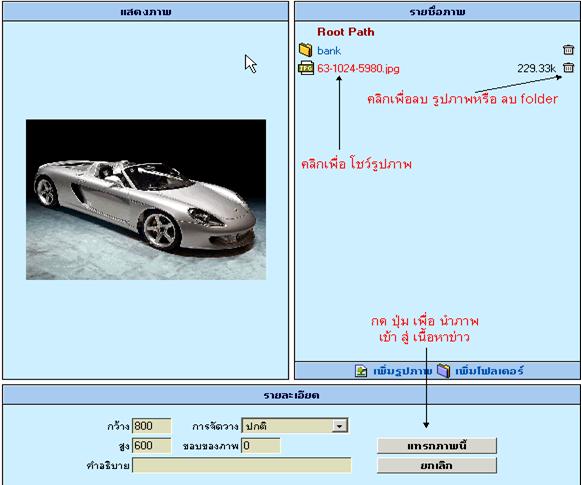 แสดงภาพ
รายชื่อภาพ
Root Path
bank
63-1024-5980.jpg 229.33k
คลิกเพื่อลบ รูปภาพหรือ ลบ folder
คลิกเพื่อ โชว์รูปภาพ
กด ปุ่ม เพื่อ นำภาพ
เข้า สู่ เนื้อหาข่าว
เพิ่มรูปภาพ เพิ่มโฟลเดอร์
รายละเอียด
กว้าง 800 การจัดวาง ปกติ
สูง 600 ขอบของภาพ 0
แทรกภาพนี้
คำอธิบาย
ยกเลิก